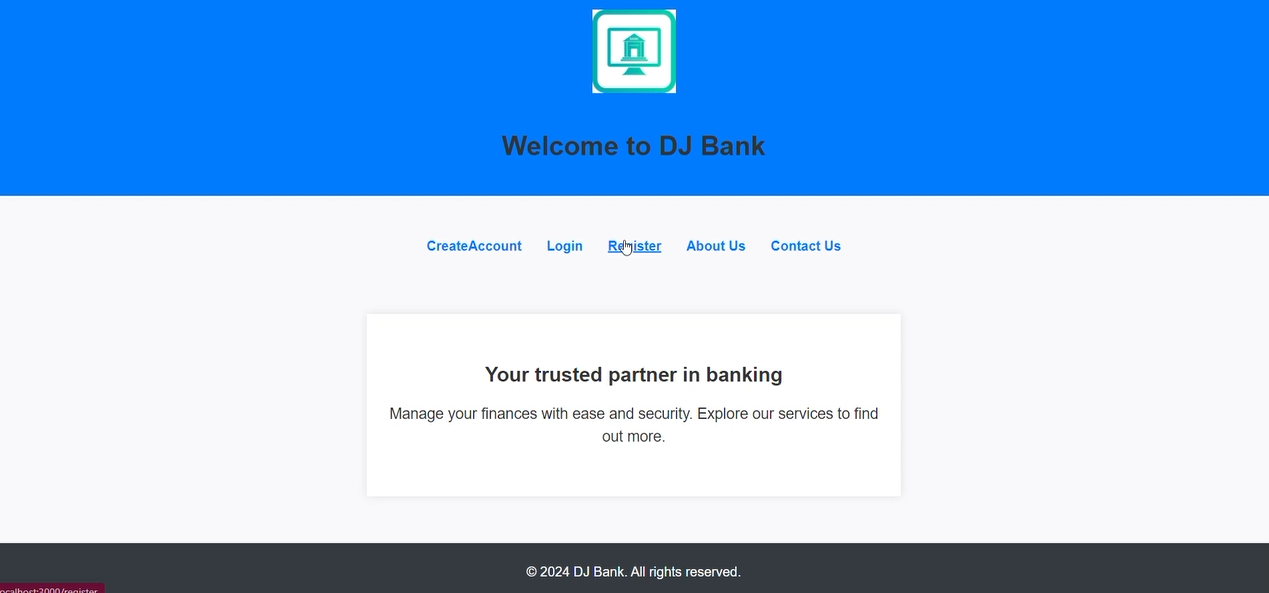 Welcome to DJ Bank
CreateAccount Login Register About Us Contact Us
Your trusted partner in banking
Manage your finances with ease and security. Explore our services to find
out more.
© 2024 DJ Bank. All rights reserved.
ocalhost:3000/register